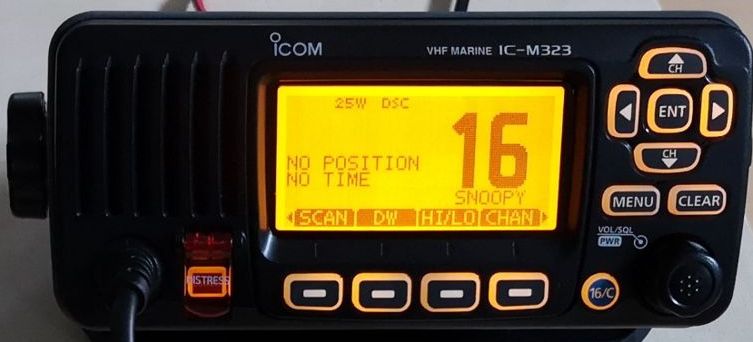 ICOM
VHF MARINE IC-M323
CH
25W DSC
16
ENT
NO POSITION
NO TIME
CH
SNOOPY
SCAN DW HI/LO CHAN
MENU CLEAR
VOL/SQL
PWR
DISTRESS
16/C